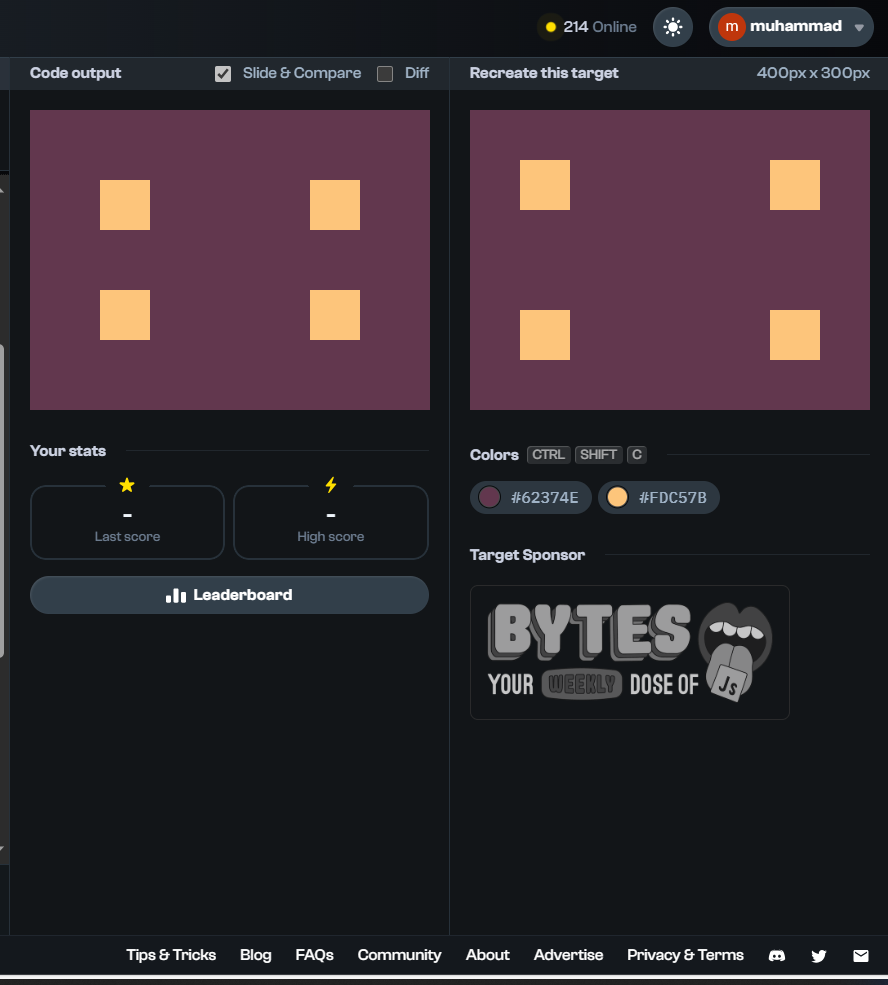 214 Online
m muhammad
Code output Slide & Compare Diff
Recreate this target 400px x 300px
Your stats
-
Last score
-
High score
Leaderboard
Colors CTRL SHIFT C
#62374E #FDC57B
Target Sponsor
BYTES
YOUR WEEKLY DOSE OF JS
Tips & Tricks Blog FAQs Community About Advertise Privacy & Terms